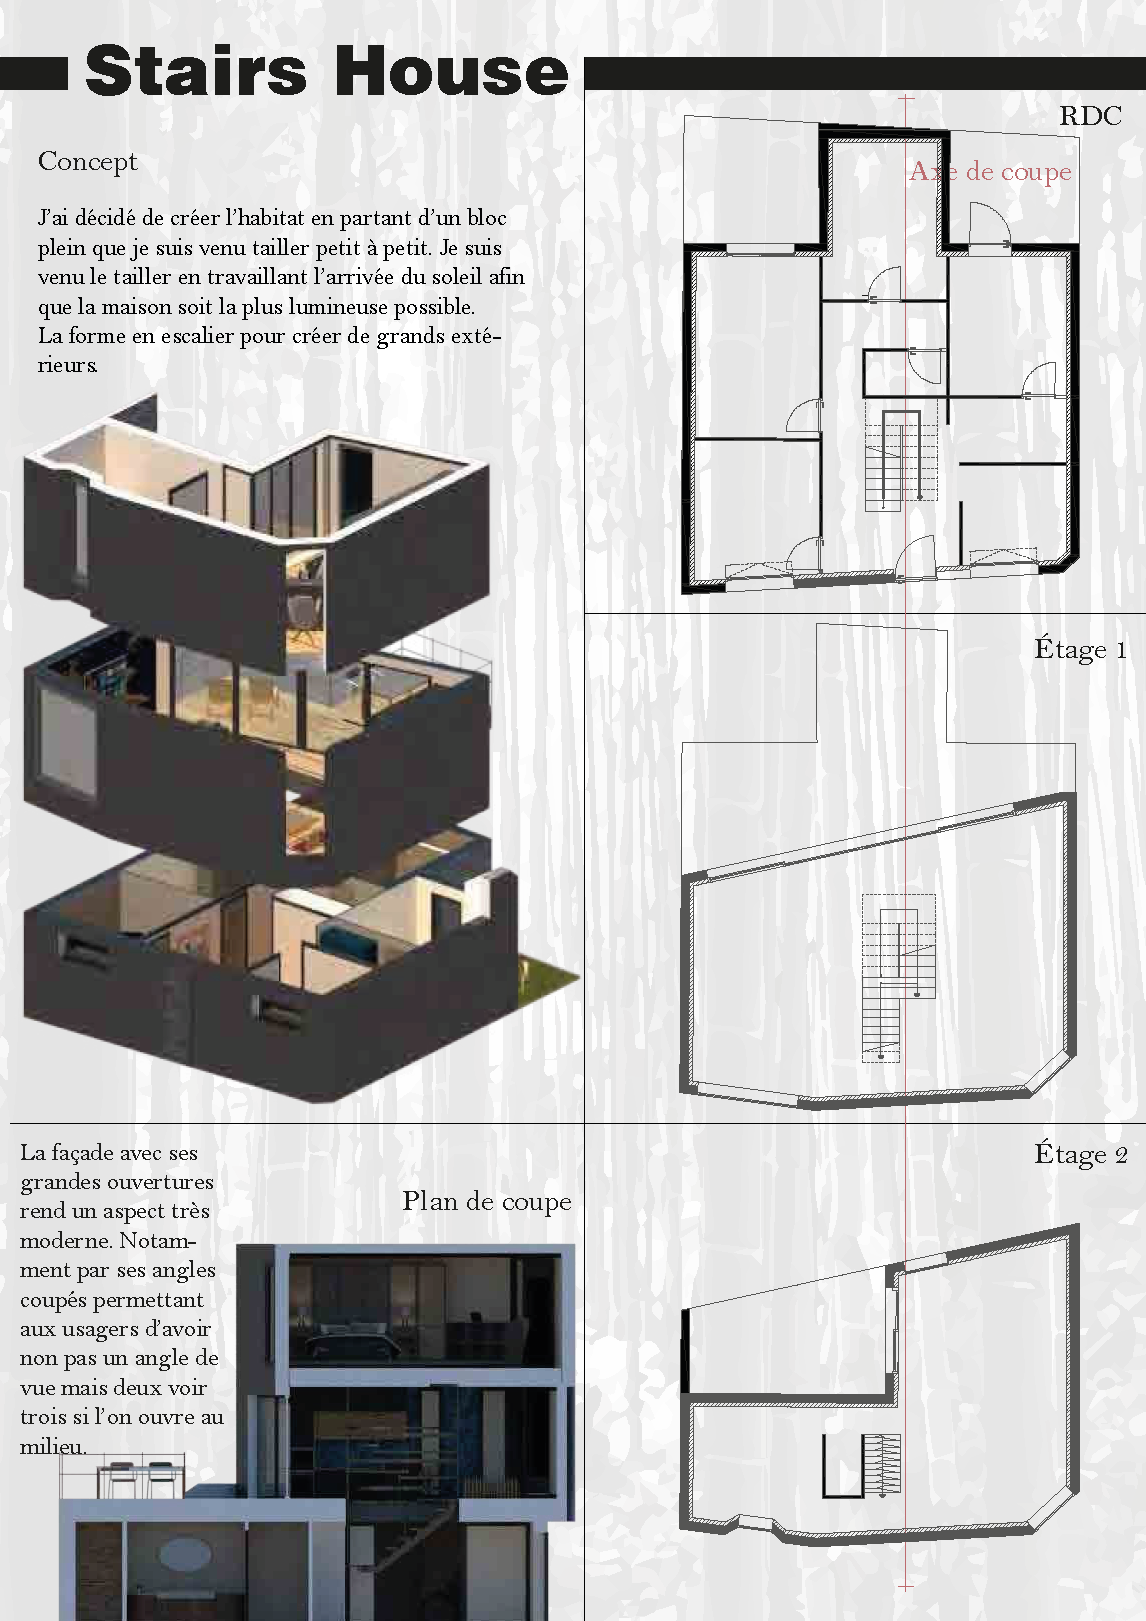 Stairs House
Concept
J'ai décidé de créer l'habitat en partant d'un bloc
plein que je suis venu tailler petit à petit. Je suis
venu le tailler en travaillant l'arrivée du soleil afin
que la maison soit la plus lumineuse possible.
La forme en escalier pour créer de grands exté-
rieurs.
RDC
Axe de coupe
Étage 1
Étage 2
La façade avec ses
grandes ouvertures
rend un aspect très
moderne. Notam-
ment par ses angles
coupés permettant
aux usagers d'avoir
non pas un angle de
vue mais deux voir
trois si l'on ouvre au
milieu.
Plan de coupe